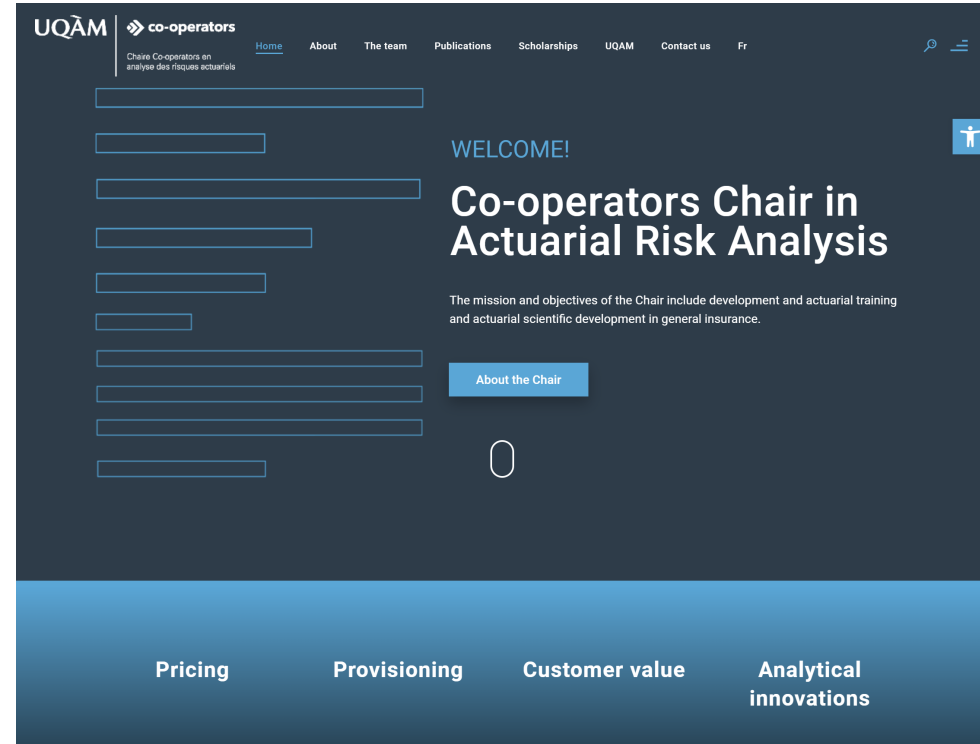 UQÀM
co-operators
Chaire Co-operators en
analyse des risques actuariels
Home About The team Publications Scholarships UQAM Contact us Fr
WELCOME!
Co-operators Chair in
Actuarial Risk Analysis
The mission and objectives of the Chair include development and actuarial training
and actuarial scientific development in general insurance.
About the Chair
Pricing
Provisioning
Customer value
Analytical
innovations